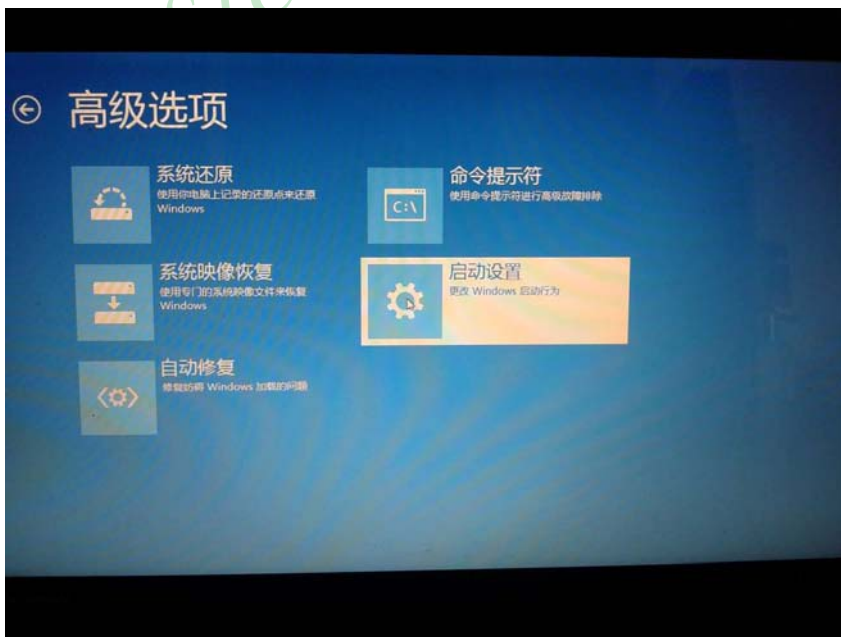 高级选项
系统还原
使用你电脑上记录的还原点来还原
Windows
命令提示符
使用命令提示符进行高级故障排除
C:\
系统映像恢复
使用专门的系统映像文件来恢复
Windows
启动设置
更改 Windows 启动行为
自动修复
修复妨碍 Windows 加载的问题